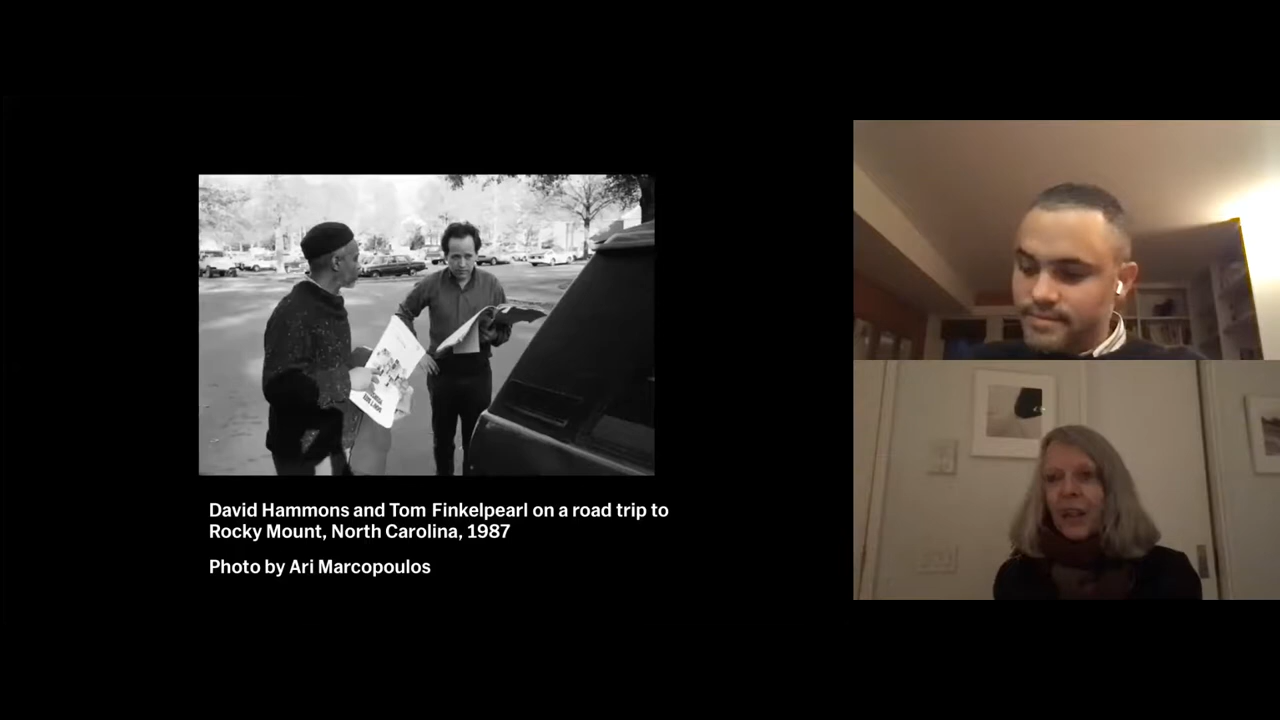 David Hammons and Tom Finkelpearl on a road trip to
Rocky Mount, North Carolina, 1987
Photo by Ari Marcopoulos